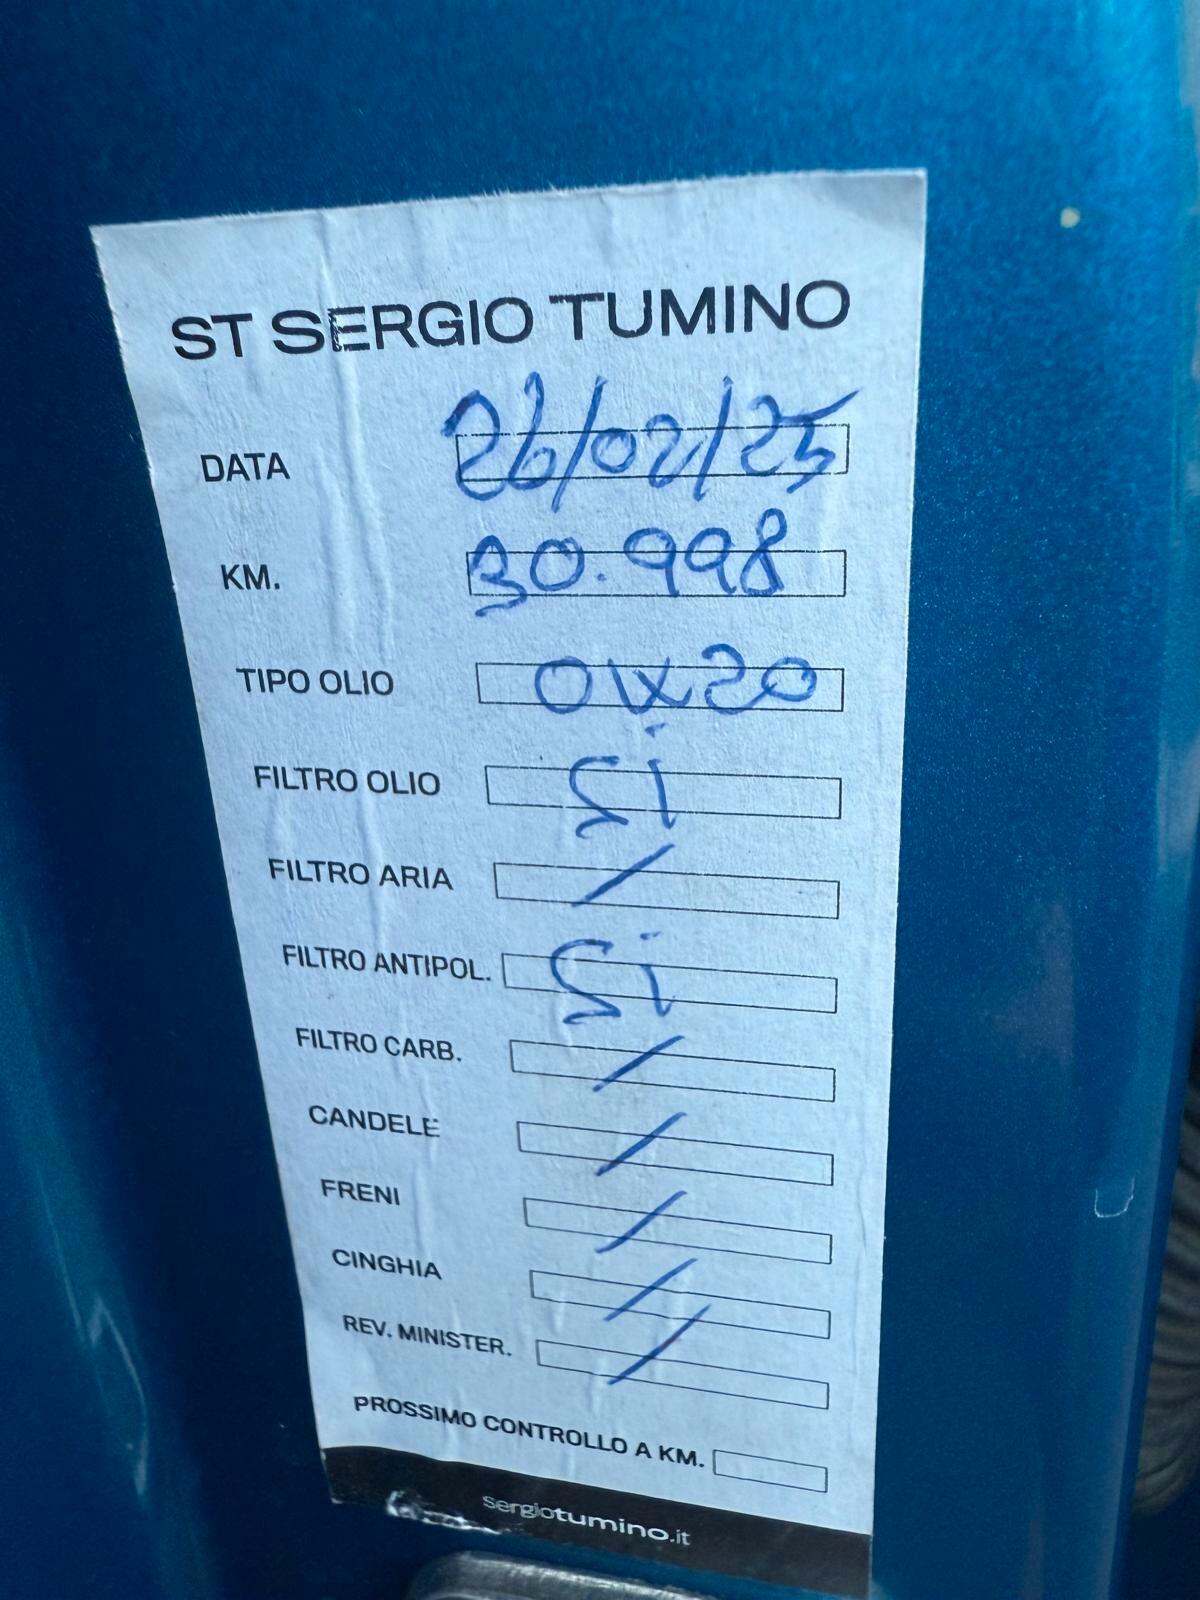 ST SERGIO TUMINO
DATA 26/02/25
KM. 30.998
TIPO OLIO 0W20
FILTRO OLIO Si
FILTRO ARIA /
FILTRO ANTIPOL. Si
FILTRO CARB. /
CANDELE /
FRENI /
CINGHIA /
REV. MINISTER. /
PROSSIMO CONTROLLO A KM.
sergiotumino.it